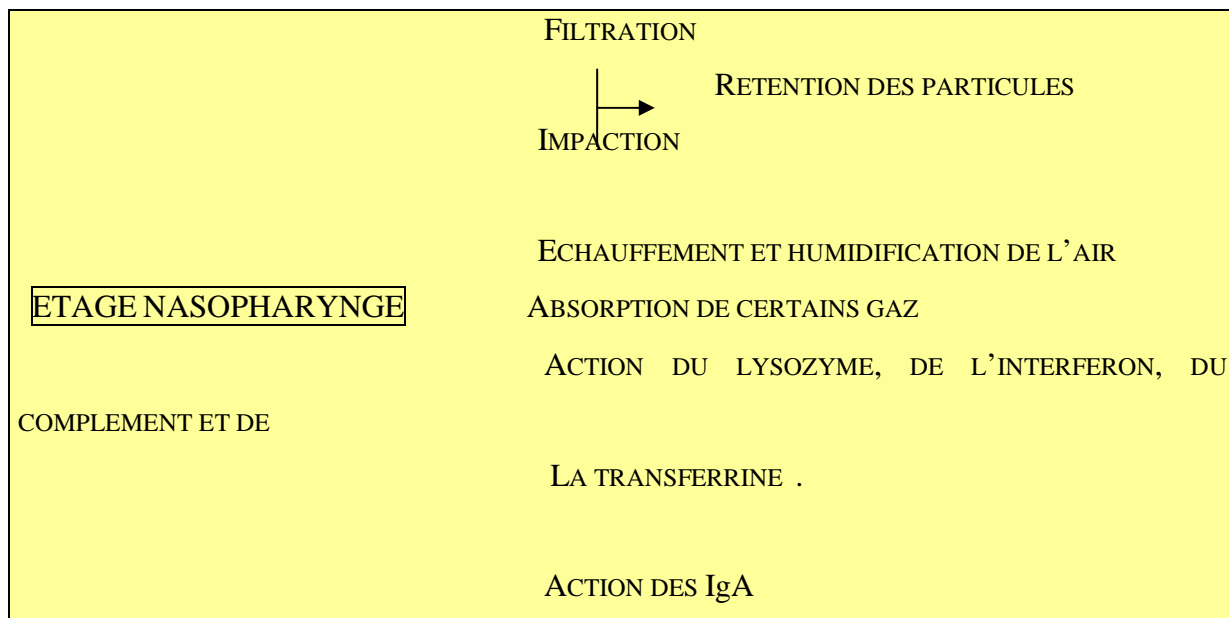 FILTRATION
RETENTION DES PARTICULES
IMPACTION
ECHAUFFEMENT ET HUMIDIFICATION DE L’AIR
ETAGE NASOPHARYNGE ABSORPTION DE CERTAINS GAZ
ACTION DU LYSOZYME, DE L’INTERFERON, DU
COMPLEMENT ET DE
LA TRANSFERRINE .
ACTION DES IgA